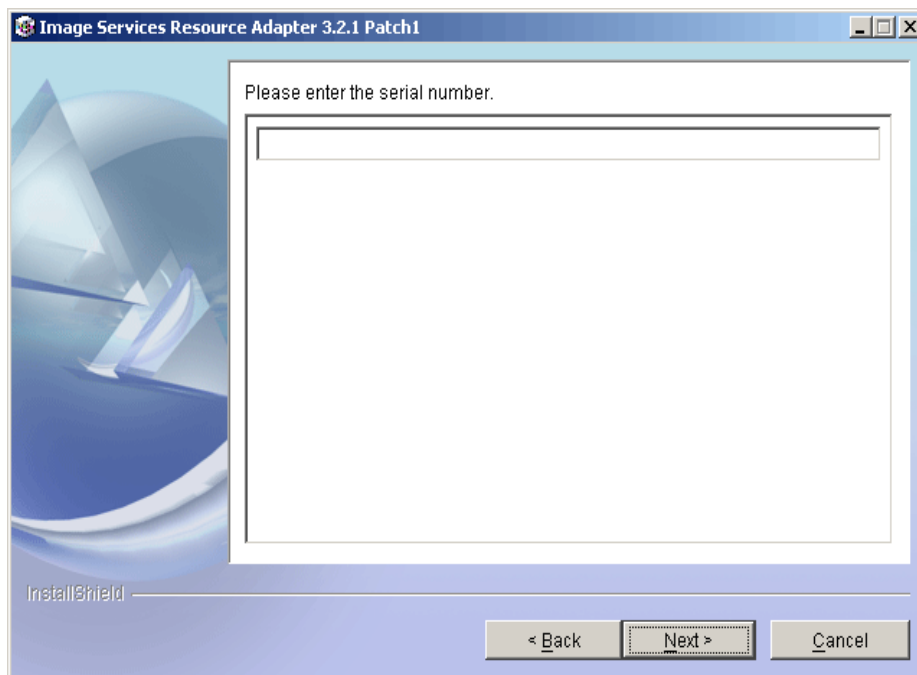 Image Services Resource Adapter 3.2.1 Patch1
Please enter the serial number.
InstallShield
< Back Next > Cancel